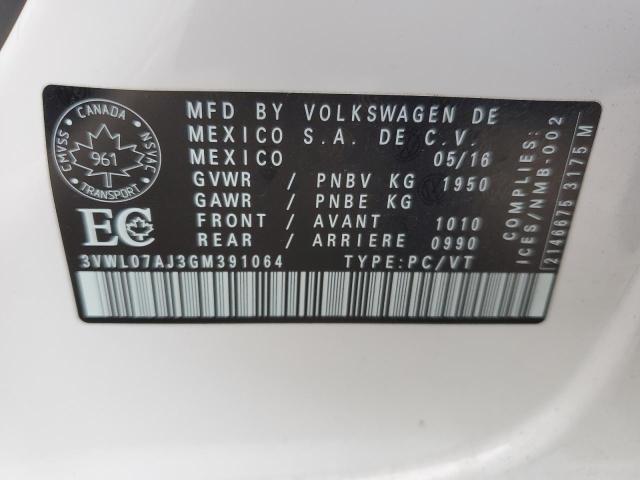 CANADA
CMVSS
NSVAC
961
TRANSPORT
EC
MFD BY VOLKSWAGEN DE
MEXICO S.A. DE C.V.
MEXICO 05/16
GVWR / PNBV KG 1950
GAWR / PNBE KG
FRONT / AVANT 1010
REAR / ARRIERE 0990
3VWL07AJ3GM391064 TYPE:PC/VT
COMPLIES:
ICES/NMB-002
2146675 3175 M